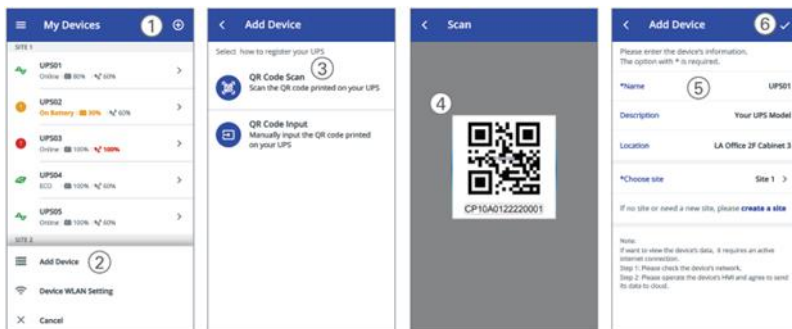 My Devices
1
SITE 1
UPS01
Online 80% 60%
UPS02
On Battery 90% 60%
UPS03
Online 100% 100%
UPS04
ECO 100% 60%
UPS05
Online 100% 60%
SITE 2
Add Device
2
Device WLAN Setting
Cancel
Add Device
Select how to register your UPS
3
QR Code Scan
Scan the QR code printed on your UPS
QR Code Input
Manually input the QR code printed
on your UPS
Scan
4
CP10A0122220001
Add Device
6
Please enter the device's information.
The option with * is required.
*Name
5
UPS01
Description
Your UPS Model
Location
LA Office 2F Cabinet 3
*Choose site
Site 1 >
If no site or need a new site, please create a site
Note:
If want to view the device's data, it requires an active
internet connection.
Step 1: Please check the device's network.
Step 2: Please operate the device's HMI and agree to send
its data to cloud.